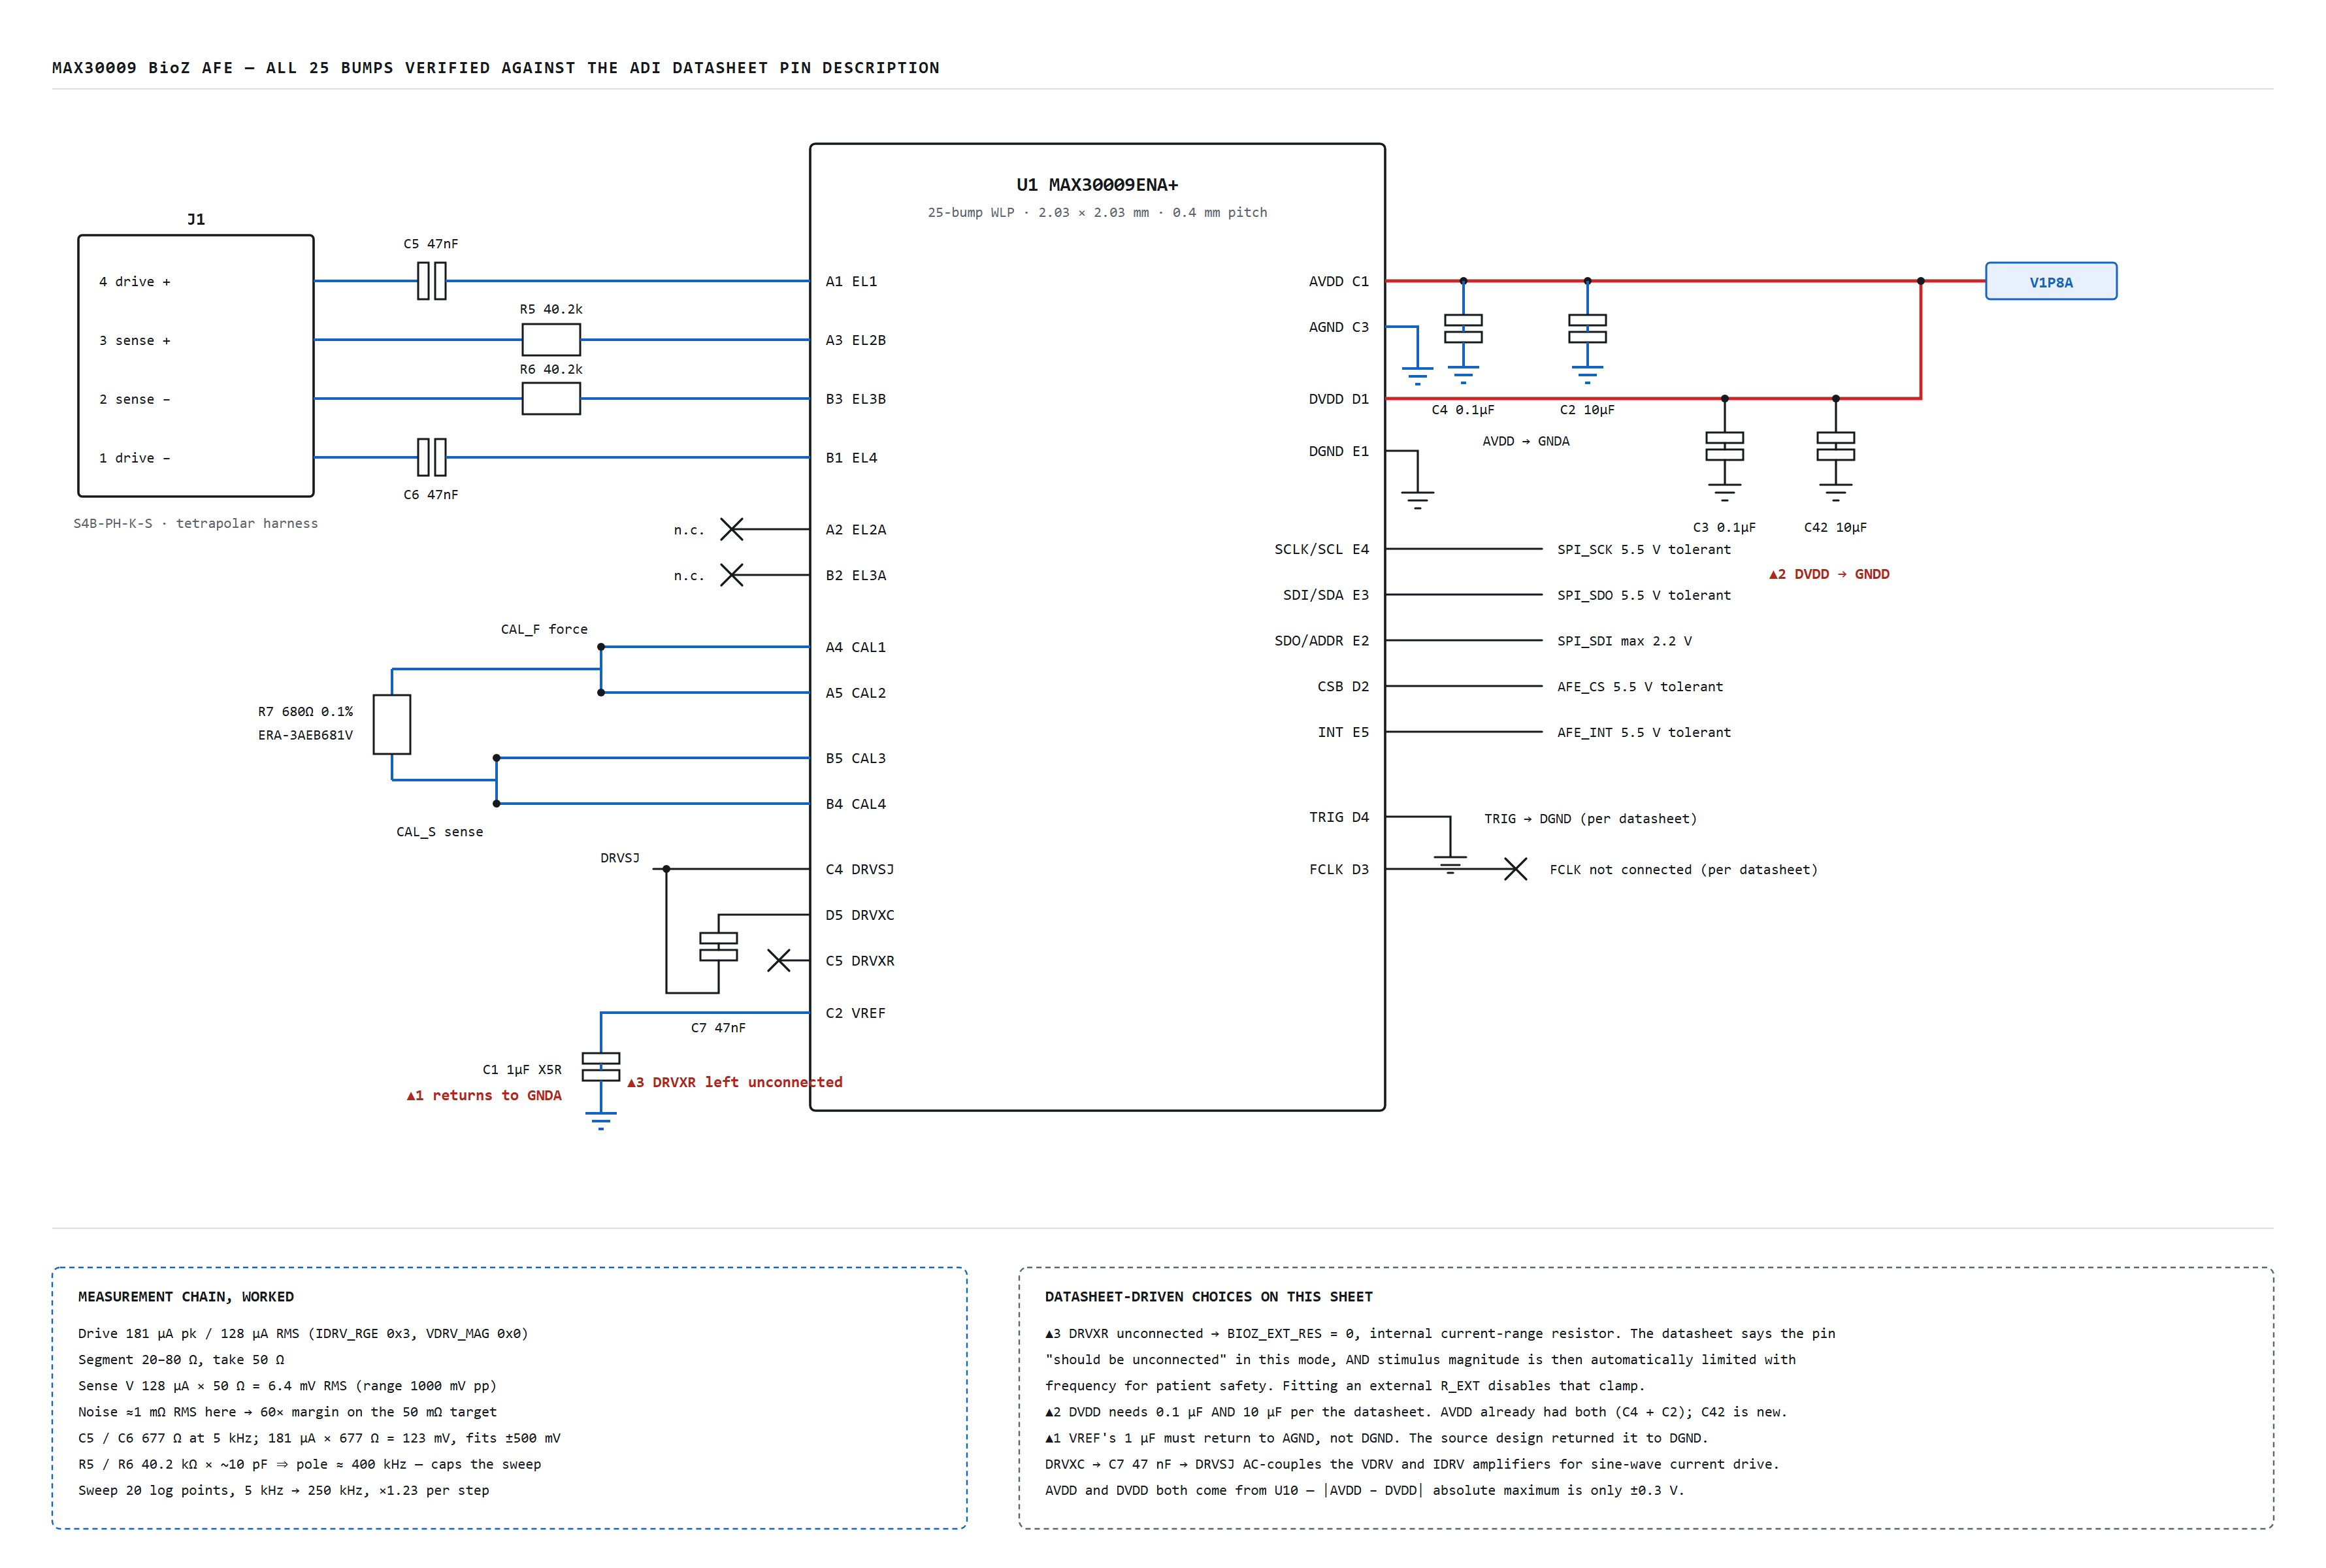 MAX30009 BioZ AFE — ALL 25 BUMPS VERIFIED AGAINST THE ADI DATASHEET PIN DESCRIPTION
U1 MAX30009ENA+
25-bump WLP · 2.03 × 2.03 mm · 0.4 mm pitch
J1
4 drive +
3 sense +
2 sense −
1 drive −
S4B-PH-K-S · tetrapolar harness
C5 47nF
R5 40.2k
R6 40.2k
C6 47nF
n.c.
n.c.
CAL_F force
R7 680Ω 0.1%
ERA-3AEB681V
CAL_S sense
DRVSJ
C7 47nF
C1 1µF X5R
▲1 returns to GNDA
▲3 DRVXR left unconnected
A1 EL1
A3 EL2B
B3 EL3B
B1 EL4
A2 EL2A
B2 EL3A
A4 CAL1
A5 CAL2
B5 CAL3
B4 CAL4
C4 DRVSJ
D5 DRVXC
C5 DRVXR
C2 VREF
AVDD C1
AGND C3
DVDD D1
DGND E1
SCLK/SCL E4
SDI/SDA E3
SDO/ADDR E2
CSB D2
INT E5
TRIG D4
FCLK D3
V1P8A
C4 0.1µF
C2 10µF
AVDD → GNDA
C3 0.1µF
C42 10µF
▲2 DVDD → GNDD
SPI_SCK 5.5 V tolerant
SPI_SDO 5.5 V tolerant
SPI_SDI max 2.2 V
AFE_CS 5.5 V tolerant
AFE_INT 5.5 V tolerant
TRIG → DGND (per datasheet)
FCLK not connected (per datasheet)
MEASUREMENT CHAIN, WORKED
Drive 181 µA pk / 128 µA RMS (IDRV_RGE 0x3, VDRV_MAG 0x0)
Segment 20–80 Ω, take 50 Ω
Sense V 128 µA × 50 Ω = 6.4 mV RMS (range 1000 mV pp)
Noise ≈1 mΩ RMS here → 60× margin on the 50 mΩ target
C5 / C6 677 Ω at 5 kHz; 181 µA × 677 Ω = 123 mV, fits ±500 mV
R5 / R6 40.2 kΩ × ~10 pF ⇒ pole ≈ 400 kHz — caps the sweep
Sweep 20 log points, 5 kHz → 250 kHz, ×1.23 per step
DATASHEET-DRIVEN CHOICES ON THIS SHEET
▲3 DRVXR unconnected → BIOZ_EXT_RES = 0, internal current-range resistor. The datasheet says the pin
"should be unconnected" in this mode, AND stimulus magnitude is then automatically limited with
frequency for patient safety. Fitting an external R_EXT disables that clamp.
▲2 DVDD needs 0.1 µF AND 10 µF per the datasheet. AVDD already had both (C4 + C2); C42 is new.
▲1 VREF's 1 µF must return to AGND, not DGND. The source design returned it to DGND.
DRVXC → C7 47 nF → DRVSJ AC-couples the VDRV and IDRV amplifiers for sine-wave current drive.
AVDD and DVDD both come from U10 — |AVDD − DVDD| absolute maximum is only ±0.3 V.